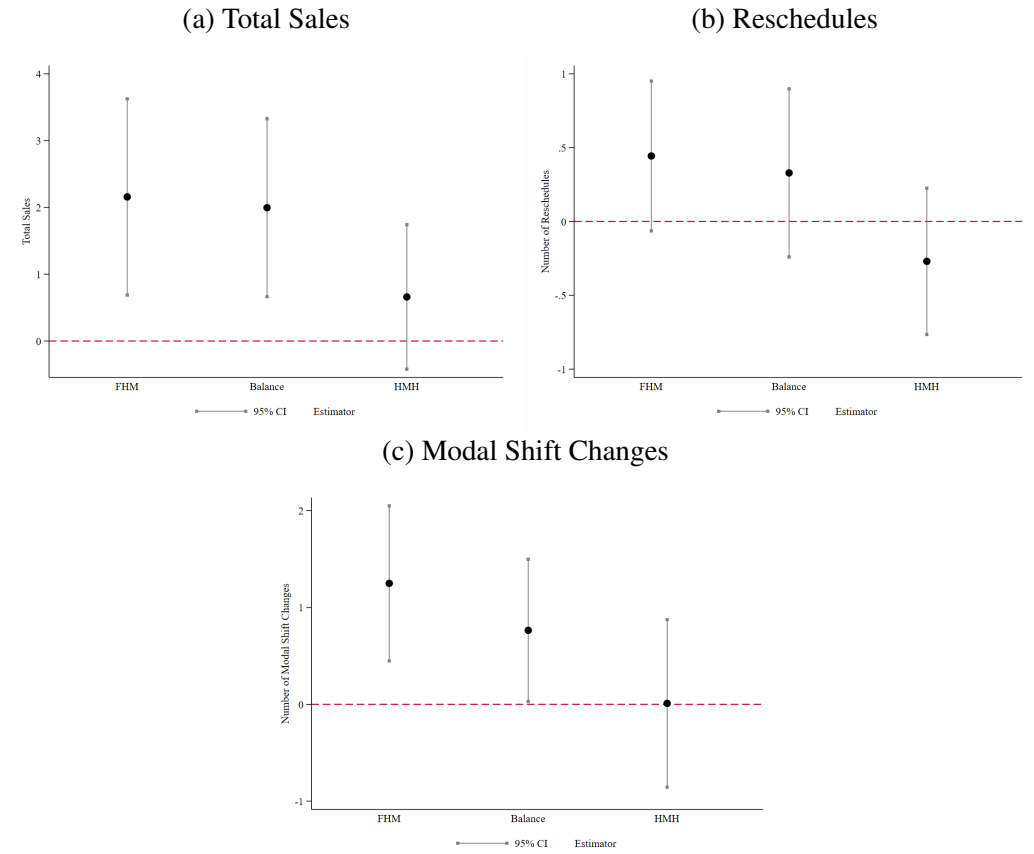 (a) Total Sales
4
3
2
1
0
Total Sales
FHM Balance HMH
95% CI Estimator
(b) Reschedules
1
.5
0
-.5
-1
Number of Reschedules
FHM Balance HMH
95% CI Estimator
(c) Modal Shift Changes
2
1
0
-1
Number of Modal Shift Changes
FHM Balance HMH
95% CI Estimator